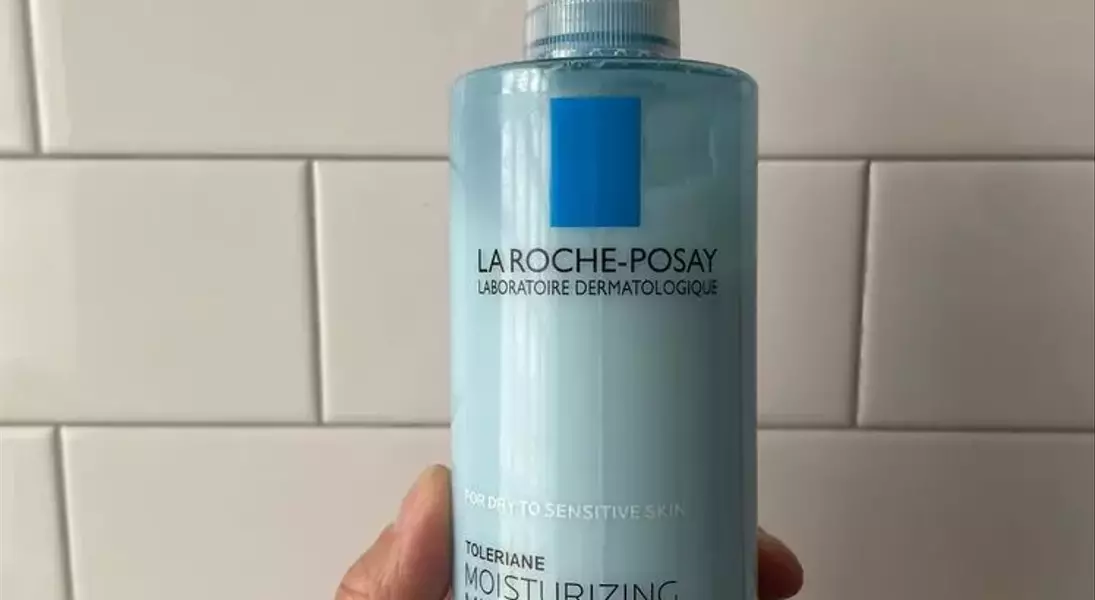 LA ROCHE-POSAY
LABORATOIRE DERMATOLOGIQUE
FOR DRY TO SENSITIVE SKIN
TOLERIANE
MOISTURIZING